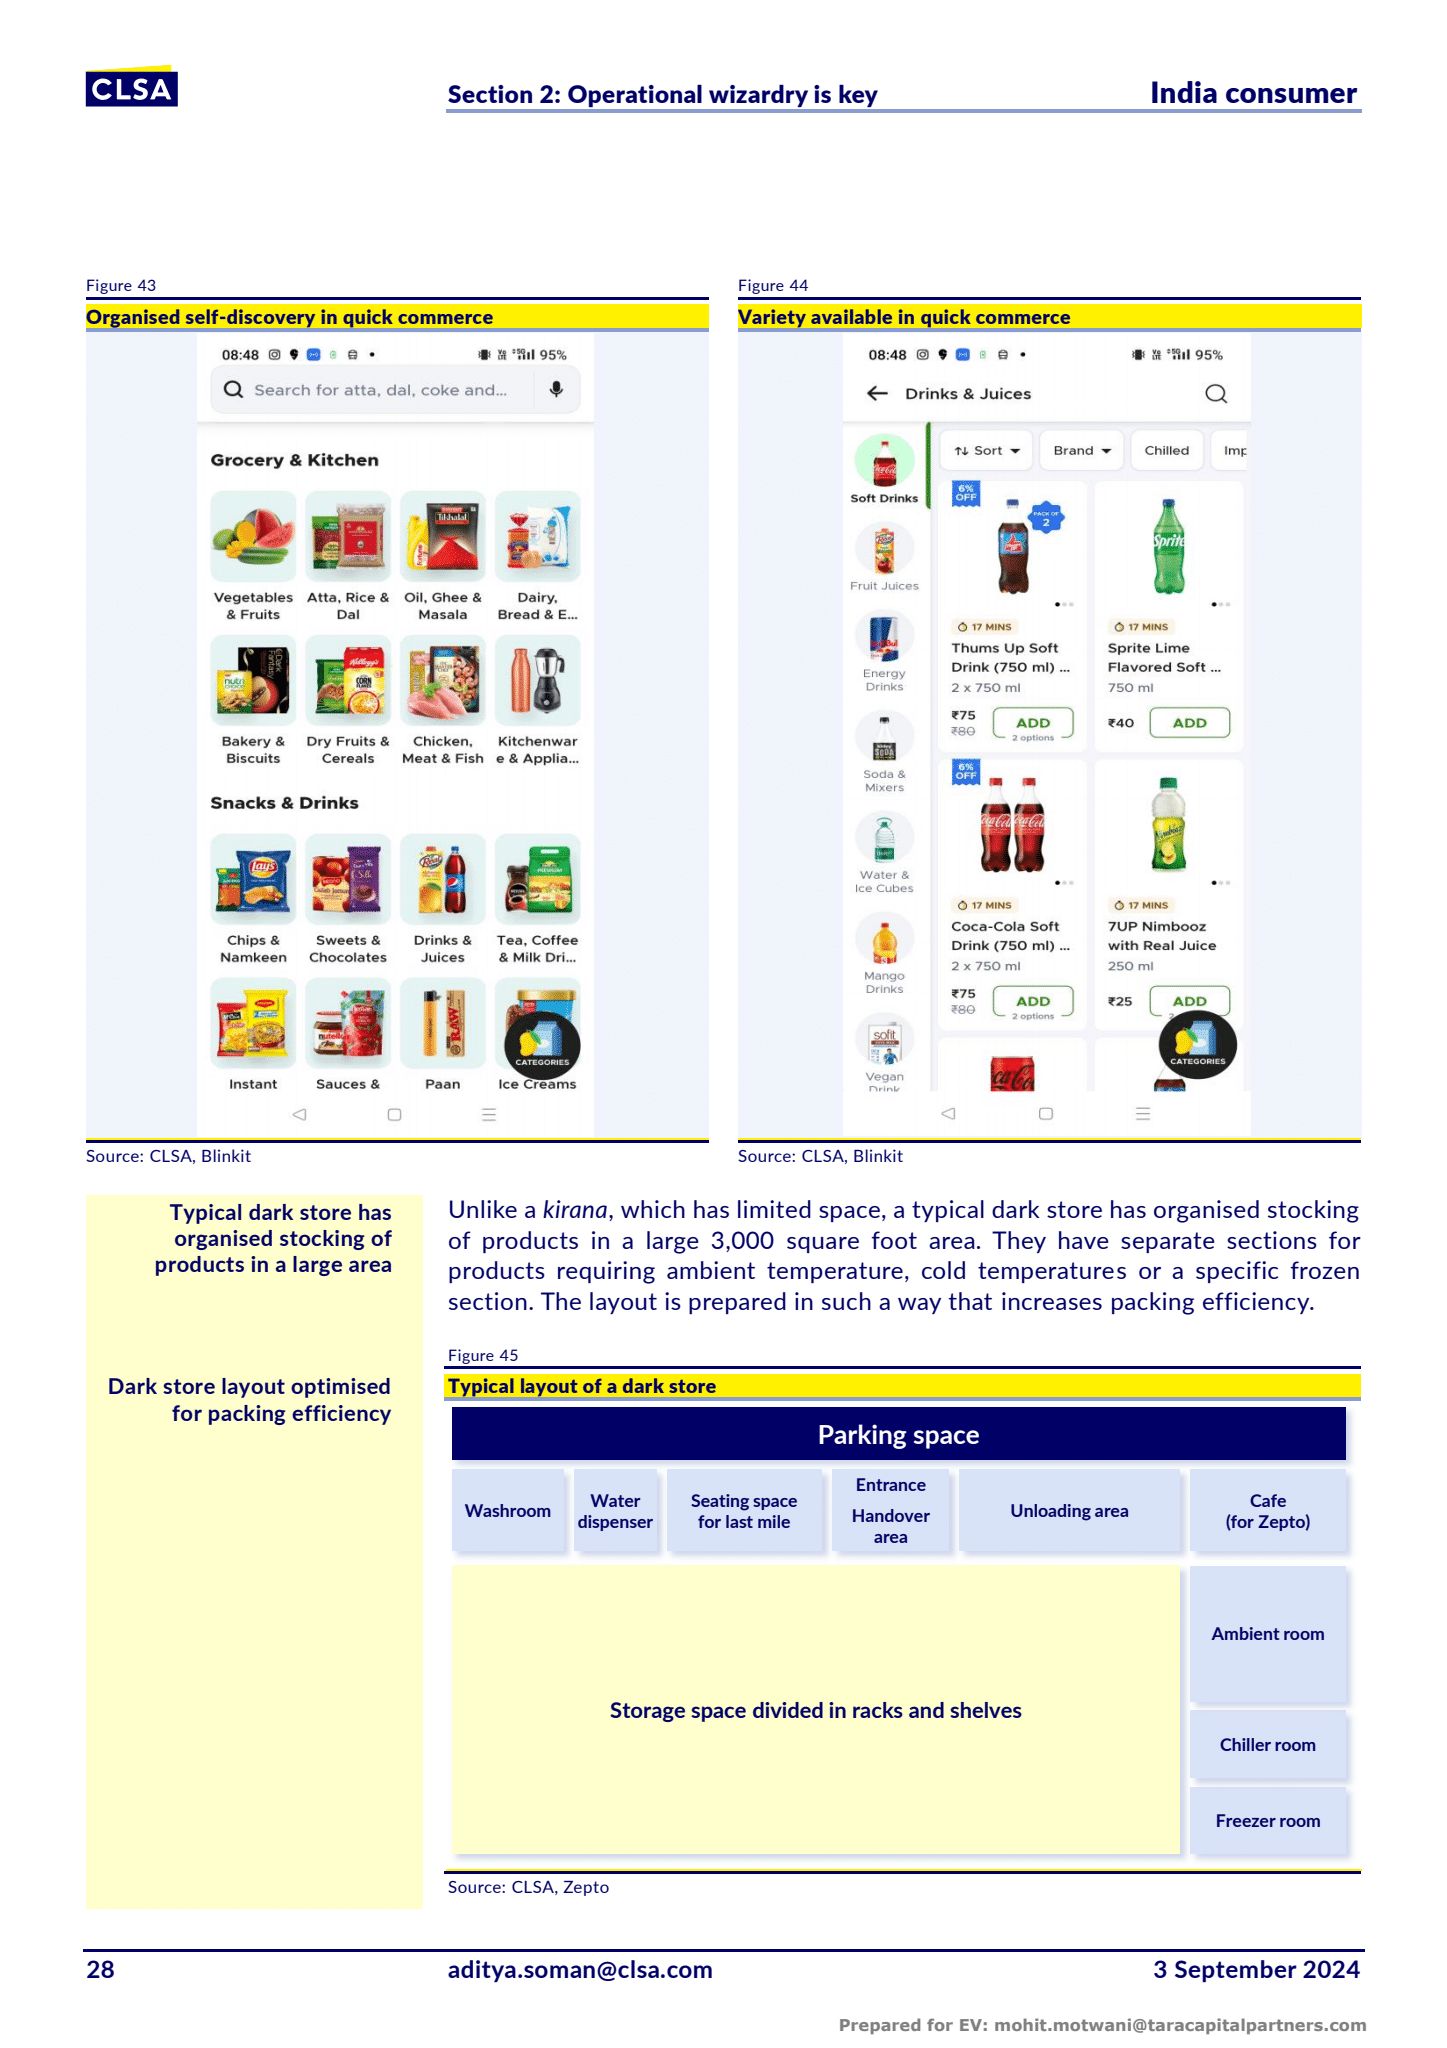 CLSA
Section 2: Operational wizardry is key
India consumer
Figure 43
Organised self-discovery in quick commerce
08:48
95%
Search for atta, dal, coke and...
Grocery & Kitchen
Vegetables & Fruits
Atta, Rice & Dal
Oil, Ghee & Masala
Dairy, Bread & E...
Bakery & Biscuits
Dry Fruits & Cereals
Chicken, Meat & Fish
Kitchenwar e & Applia...
Snacks & Drinks
Chips & Namkeen
Sweets & Chocolates
Drinks & Juices
Tea, Coffee & Milk Dri...
Instant
Sauces &
Paan
Ice Creams
CATEGORIES
Source: CLSA, Blinkit
Figure 44
Variety available in quick commerce
08:48
95%
Drinks & Juices
Soft Drinks
Fruit Juices
Energy Drinks
Soda & Mixers
Water & Ice Cubes
Mango Drinks
Vegan Drink
Sort
Brand
Chilled
Imp
6% OFF
PACK OF 2
17 MINS
Thums Up Soft
Drink (750 ml) ...
2 x 750 ml
₹75
₹80
ADD
2 options
Sprite
17 MINS
Sprite Lime
Flavored Soft ...
750 ml
₹40
ADD
6% OFF
17 MINS
Coca-Cola Soft
Drink (750 ml) ...
2 x 750 ml
₹75
₹80
ADD
2 options
17 MINS
7UP Nimbooz
with Real Juice
250 ml
₹25
ADD
CATEGORIES
Source: CLSA, Blinkit
Typical dark store has
organised stocking of
products in a large area
Unlike a kirana, which has limited space, a typical dark store has organised stocking
of products in a large 3,000 square foot area. They have separate sections for
products requiring ambient temperature, cold temperatures or a specific frozen
section. The layout is prepared in such a way that increases packing efficiency.
Dark store layout optimised
for packing efficiency
Figure 45
Typical layout of a dark store
Parking space
Washroom
Water
dispenser
Seating space
for last mile
Entrance
Handover
area
Unloading area
Cafe
(for Zepto)
Storage space divided in racks and shelves
Ambient room
Chiller room
Freezer room
Source: CLSA, Zepto
28
aditya.soman@clsa.com
3 September 2024
Prepared for EV: mohit.motwani@taracapitalpartners.com